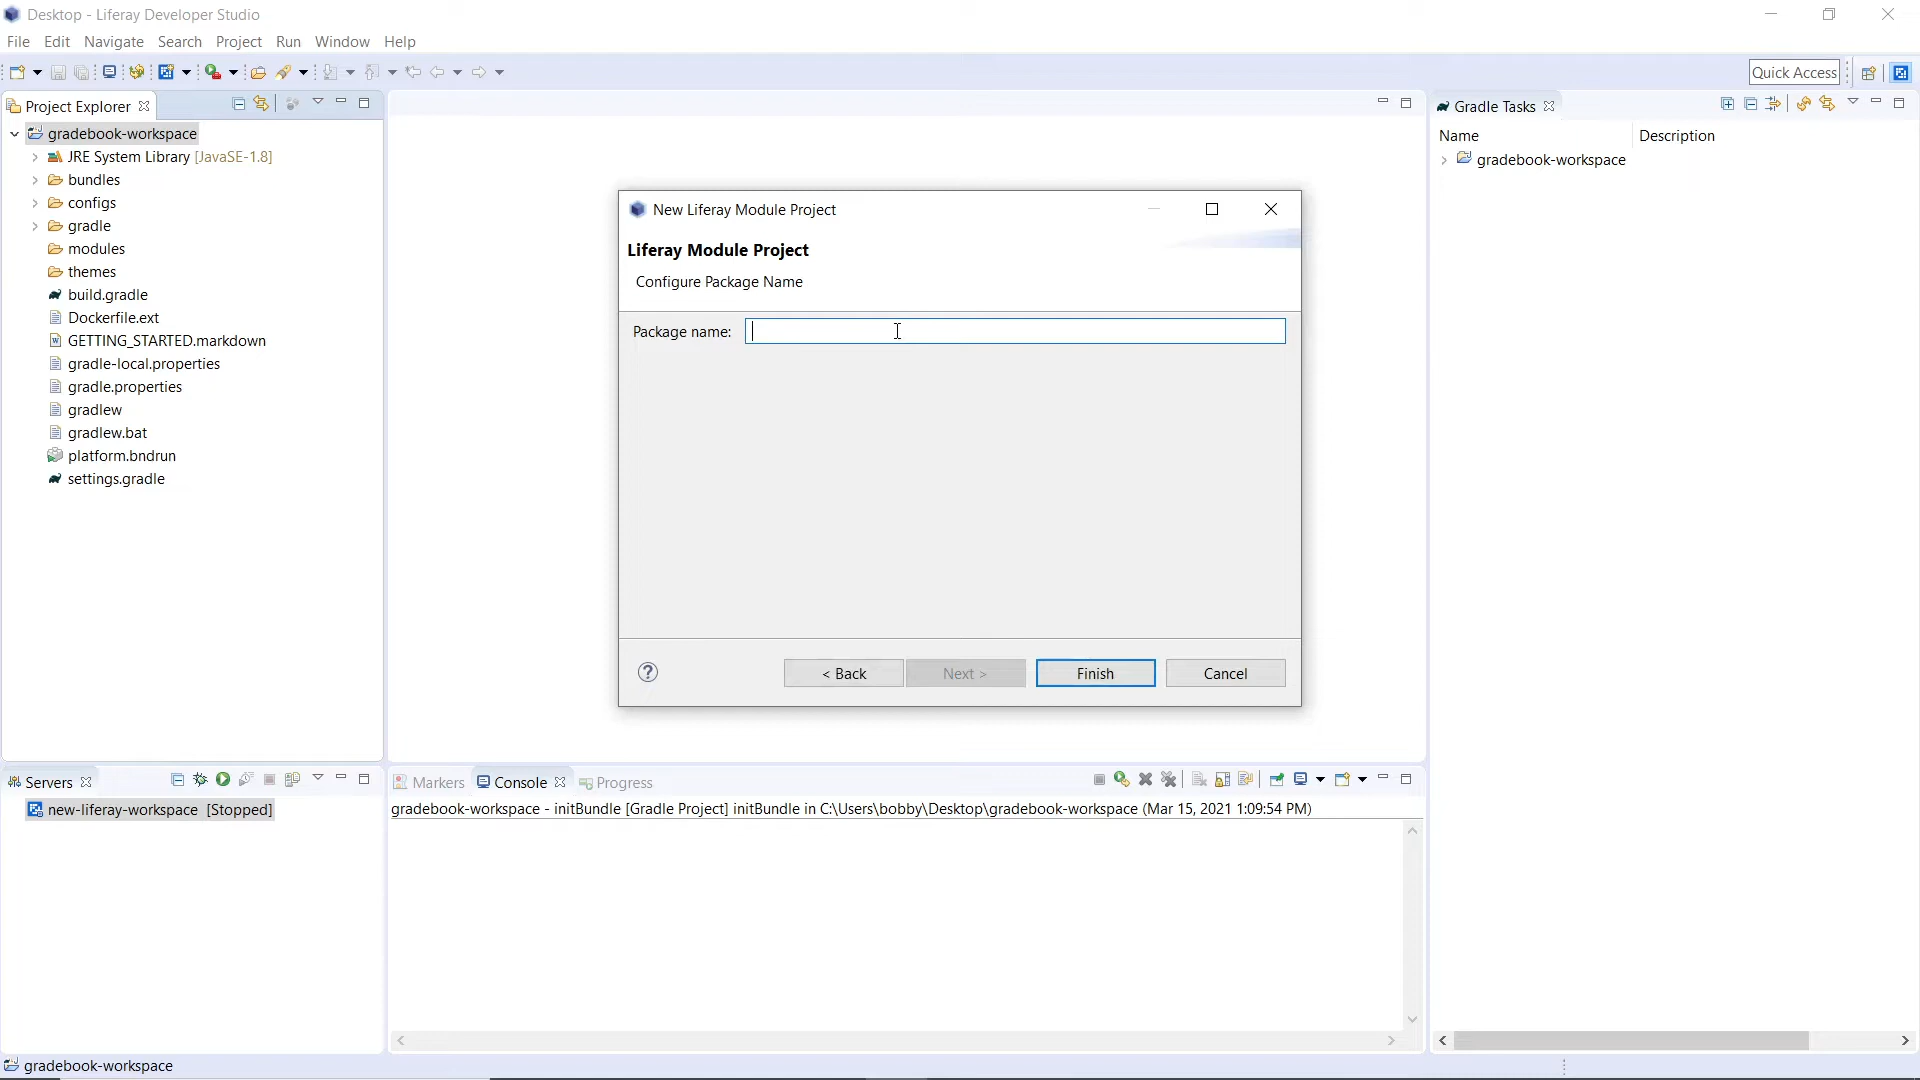 Desktop - Liferay Developer Studio
File Edit Navigate Search Project Run Window Help
Quick Access
Project Explorer
gradebook-workspace
JRE System Library [JavaSE-1.8]
bundles
configs
gradle
modules
themes
build.gradle
Dockerfile.ext
GETTING_STARTED.markdown
gradle-local.properties
gradle.properties
gradlew
gradlew.bat
platform.bndrun
settings.gradle
New Liferay Module Project
Liferay Module Project
Configure Package Name
Package name:
< Back Next > Finish Cancel
Gradle Tasks
Name Description
gradebook-workspace
Servers
new-liferay-workspace [Stopped]
Markers Console Progress
gradebook-workspace - initBundle [Gradle Project] initBundle in C:\Users\bobby\Desktop\gradebook-workspace (Mar 15, 2021 1:09:54 PM)
gradebook-workspace